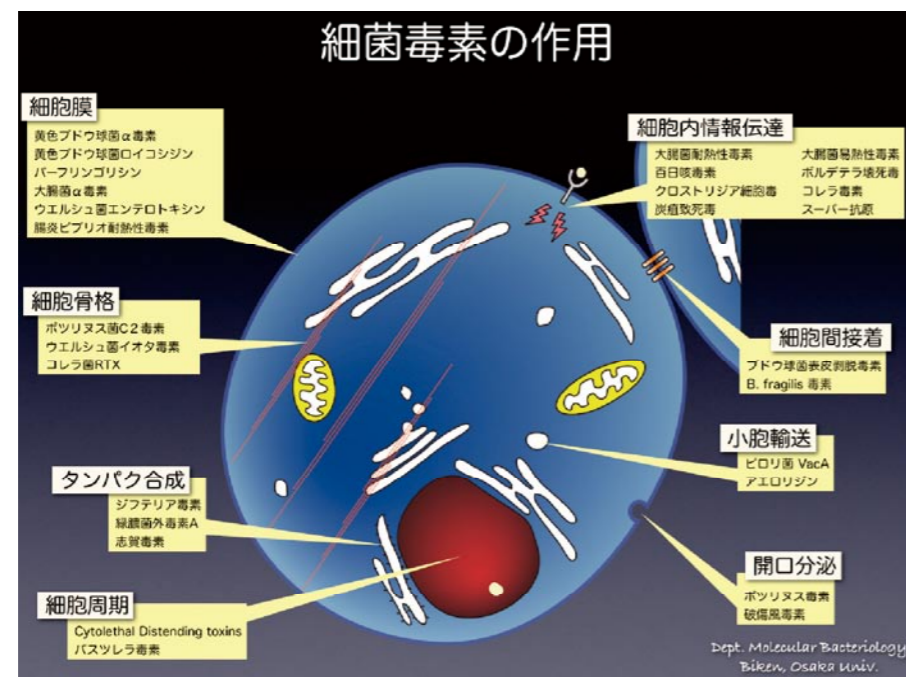 細菌毒素の作用
細胞膜
黄色ブドウ球菌α毒素
黄色ブドウ球菌ロイコシジン
パーフリンゴリシン
大腸菌α毒素
ウエルシュ菌エンテロトキシン
腸炎ビブリオ耐熱性毒素
細胞内情報伝達
大腸菌耐熱性毒素 大腸菌易熱性毒素
百日咳毒素 ボルデテラ壊死毒
クロストリジア細胞毒 コレラ毒素
炭疽致死毒 スーパー抗原
細胞骨格
ボツリヌス菌C2毒素
ウエルシュ菌イオタ毒素
コレラ菌RTX
細胞間接着
ブドウ球菌表皮剥脱毒素
B. fragilis 毒素
小胞輸送
ピロリ菌 VacA
アエロリジン
タンパク合成
ジフテリア毒素
緑膿菌外毒素A
志賀毒素
開口分泌
ボツリヌス毒素
破傷風毒素
細胞周期
Cytolethal Distending toxins
パスツレラ毒素
Dept. Molecular Bacteriology
Biken, Osaka Univ.